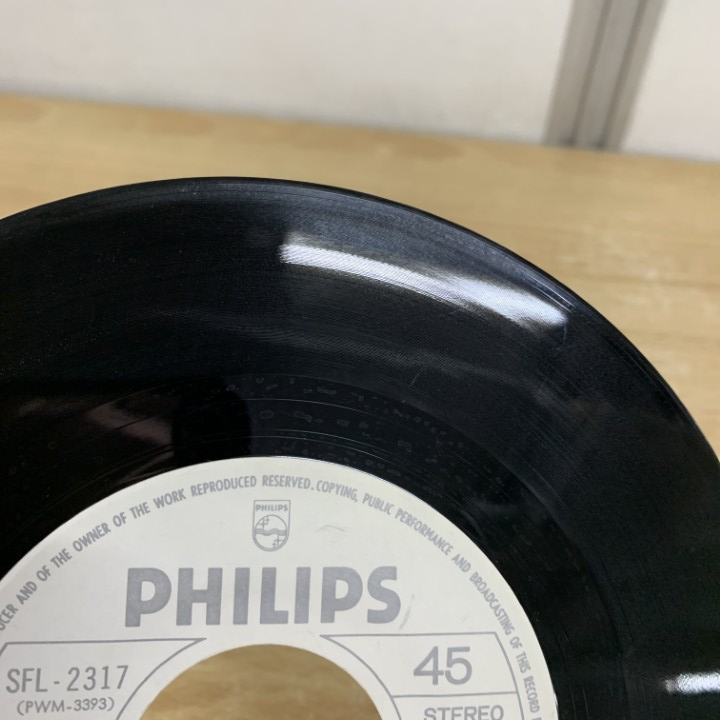 UCER AND OF THE OWNER OF THE WORK REPRODUCED RESERVED. COPYING, PUBLIC PERFORMANCE AND BROADCASTING OF THIS RECORD
PHILIPS
PHILIPS
SFL-2317
(PWM-3393)
45
STEREO